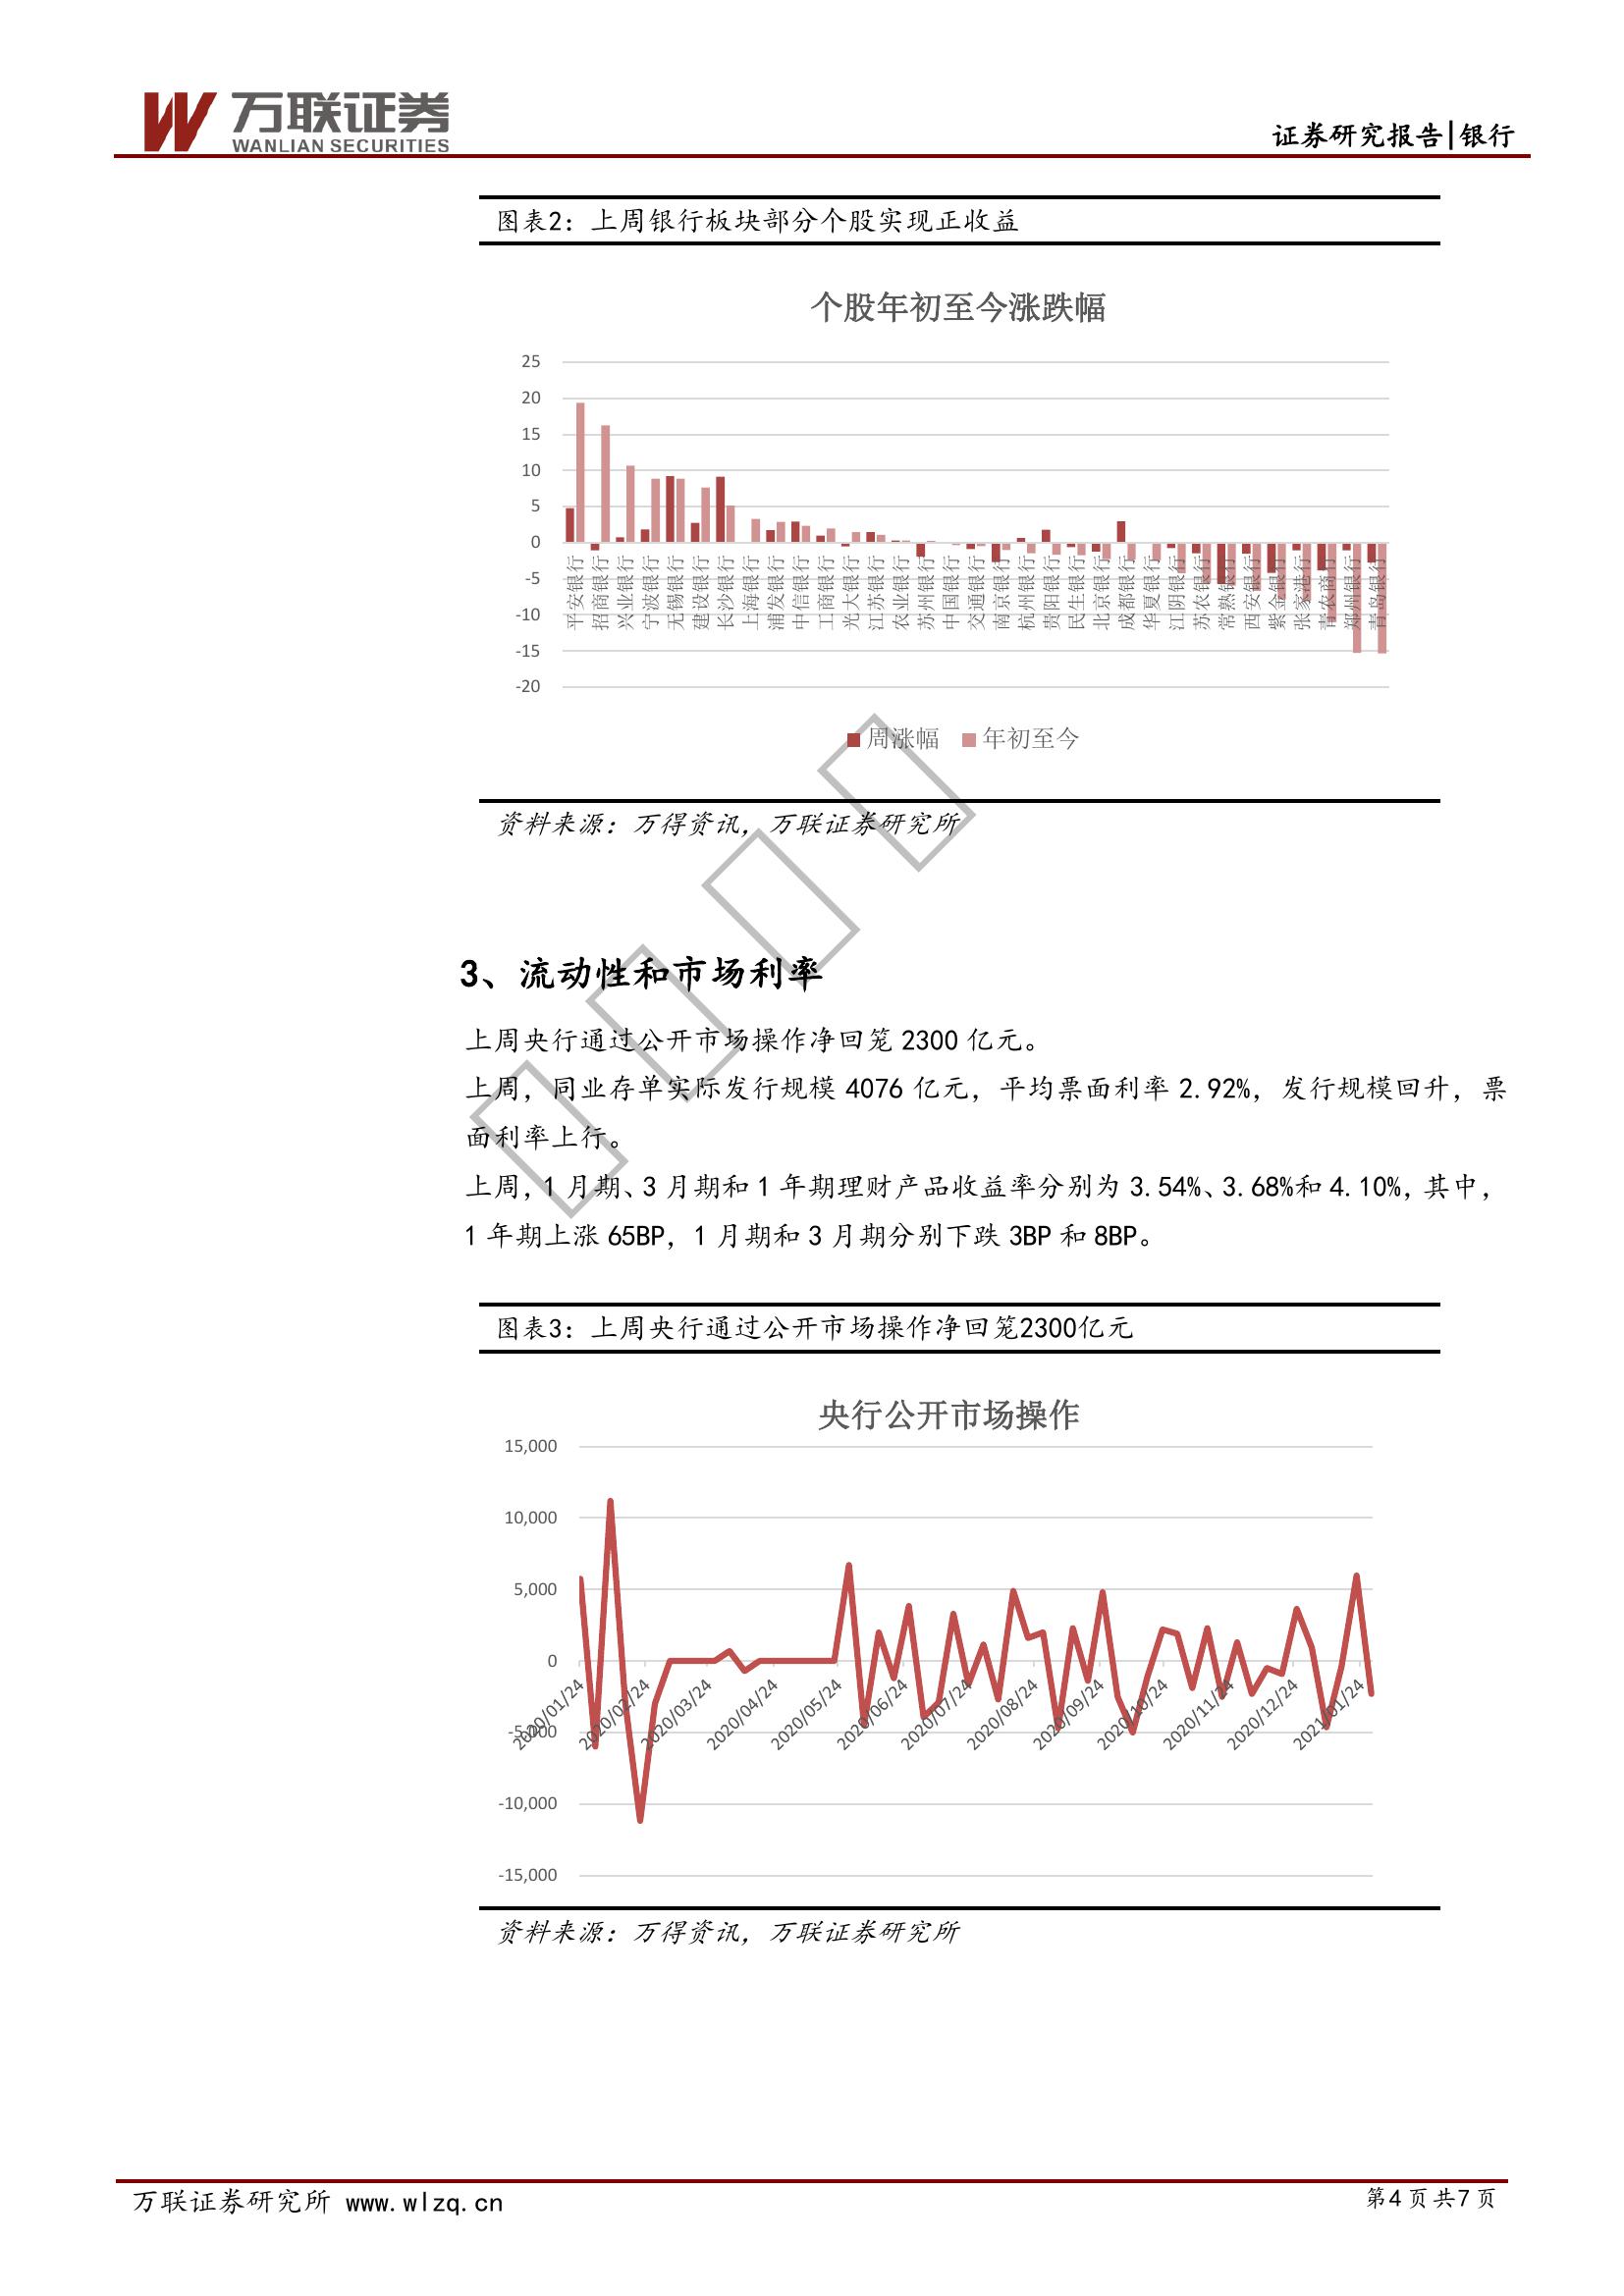 万联证券
WANLIAN SECURITIES
证券研究报告|银行
图表2：上周银行板块部分个股实现正收益
个股年初至今涨跌幅
25
20
15
10
5
0
-5
-10
-15
-20
平安银行
招商银行
兴业银行
宁波银行
无锡银行
建设银行
长沙银行
上海银行
浦发银行
中信银行
工商银行
光大银行
江苏银行
农业银行
苏州银行
中国银行
交通银行
南京银行
杭州银行
贵阳银行
民生银行
北京银行
成都银行
华夏银行
江阴银行
苏农银行
常熟银行
西安银行
紫金银行
张家港行
青农商行
郑州银行
青岛银行
周涨幅 年初至今
资料来源：万得资讯，万联证券研究所
3、流动性和市场利率
上周央行通过公开市场操作净回笼 2300 亿元。
上周，同业存单实际发行规模 4076 亿元，平均票面利率 2.92%，发行规模回升，票
面利率上行。
上周，1 月期、3 月期和 1 年期理财产品收益率分别为 3.54%、3.68%和 4.10%，其中，
1 年期上涨 65BP，1 月期和 3 月期分别下跌 3BP 和 8BP。
图表3：上周央行通过公开市场操作净回笼2300亿元
央行公开市场操作
15,000
10,000
5,000
0
-5,000
-10,000
-15,000
2020/01/24
2020/02/24
2020/03/24
2020/04/24
2020/05/24
2020/06/24
2020/07/24
2020/08/24
2020/09/24
2020/10/24
2020/11/24
2020/12/24
2021/01/24
资料来源：万得资讯，万联证券研究所
万联证券研究所 www.wlzq.cn
第4页共7页